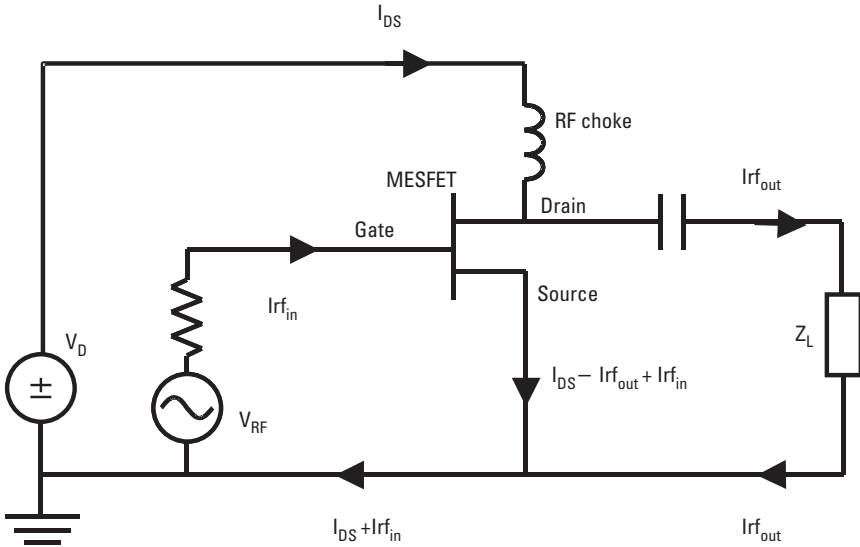 I_DS
RF choke
MESFET
Irf_out
Drain
Gate
Source
Irf_in
V_D
Z_L
±
I_DS − Irf_out + Irf_in
V_RF
I_DS + Irf_in
Irf_out